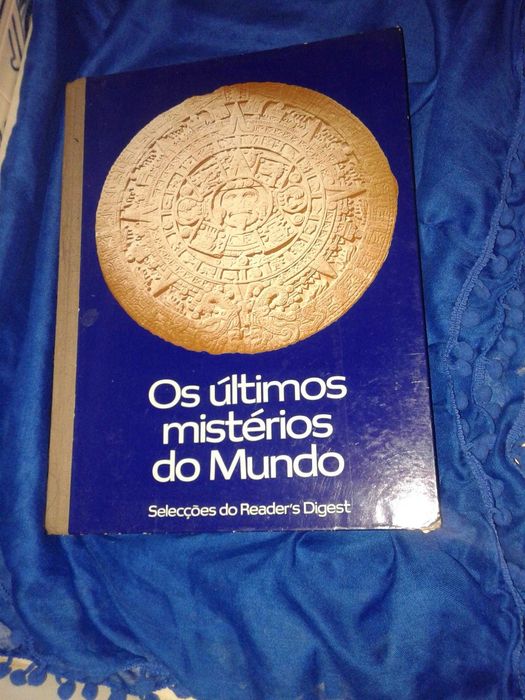 Os últimos
mistérios
do Mundo
Selecções do Reader's Digest